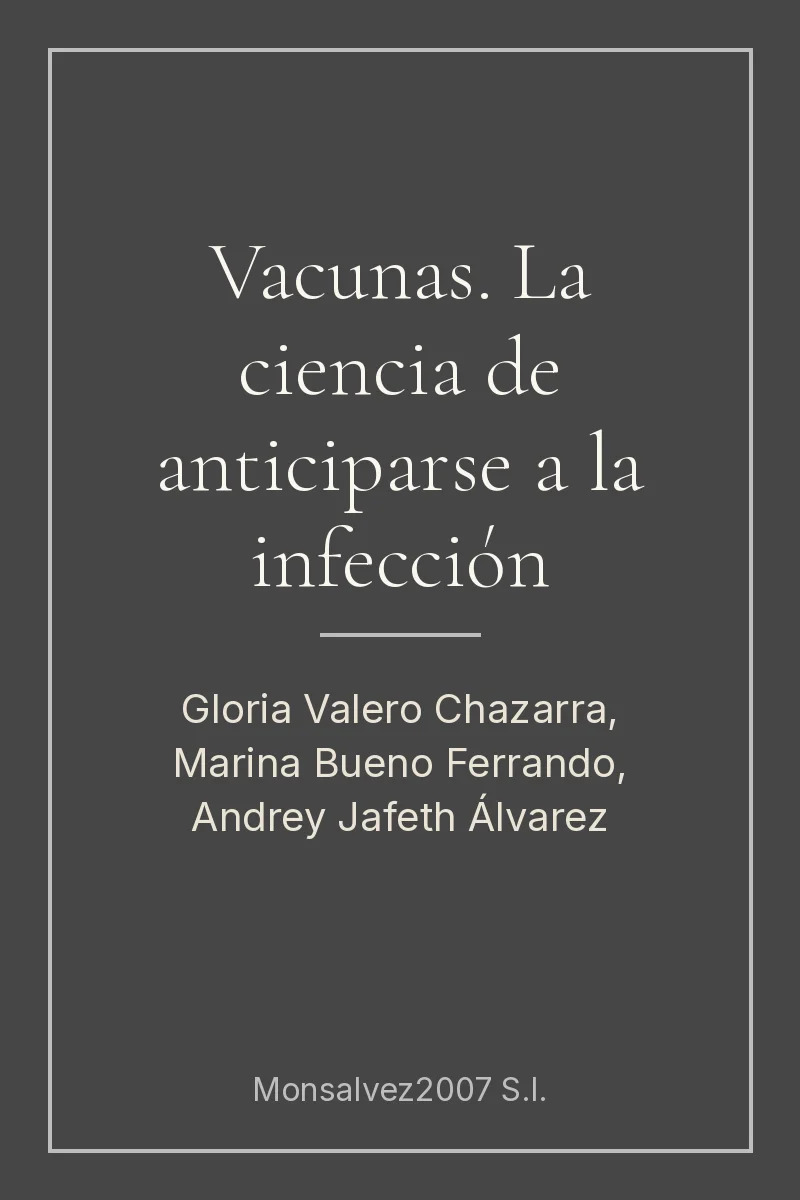 Vacunas. La
ciencia de
anticiparse a la
infección
Gloria Valero Chazarra,
Marina Bueno Ferrando,
Andrey Jafeth Álvarez
Monsalvez2007 S.l.